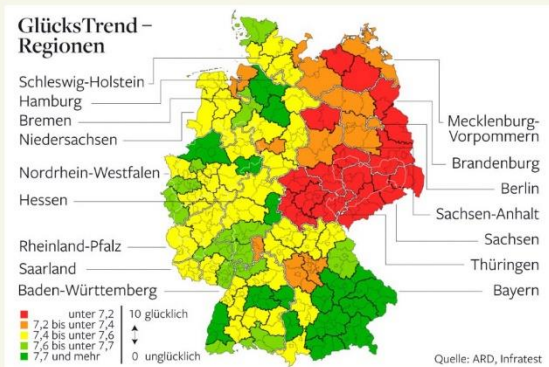 GlücksTrend –
Regionen
Schleswig-Holstein
Hamburg
Bremen
Niedersachsen
Nordrhein-Westfalen
Hessen
Rheinland-Pfalz
Saarland
Baden-Württemberg
Mecklenburg-
Vorpommern
Brandenburg
Berlin
Sachsen-Anhalt
Sachsen
Thüringen
Bayern
unter 7,2
7,2 bis unter 7,4
7,4 bis unter 7,6
7,6 bis unter 7,7
7,7 und mehr
10 glücklich
0 unglücklich
Quelle: ARD, Infratest